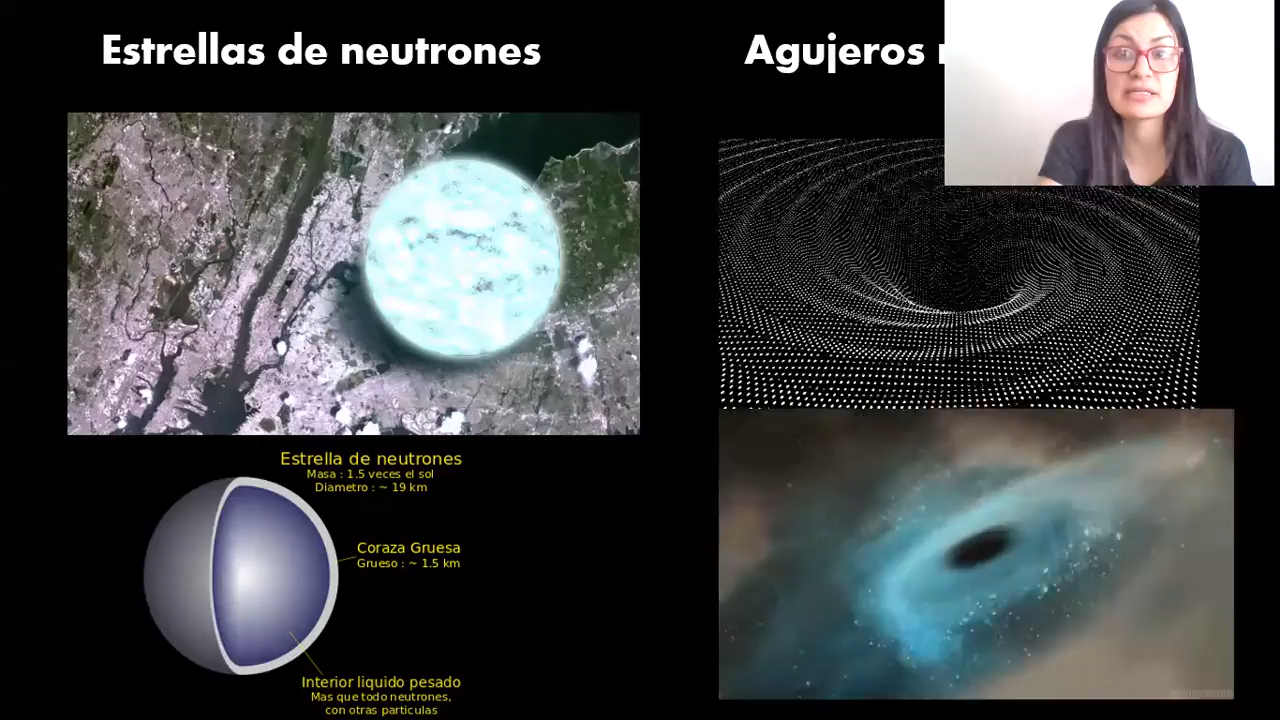 Estrellas de neutrones
Agujeros
Estrella de neutrones
Masa : 1.5 veces el sol
Diametro : ~ 19 km
Coraza Gruesa
Grueso : ~ 1.5 km
Interior liquido pesado
Mas que todo neutrones,
con otras particulas